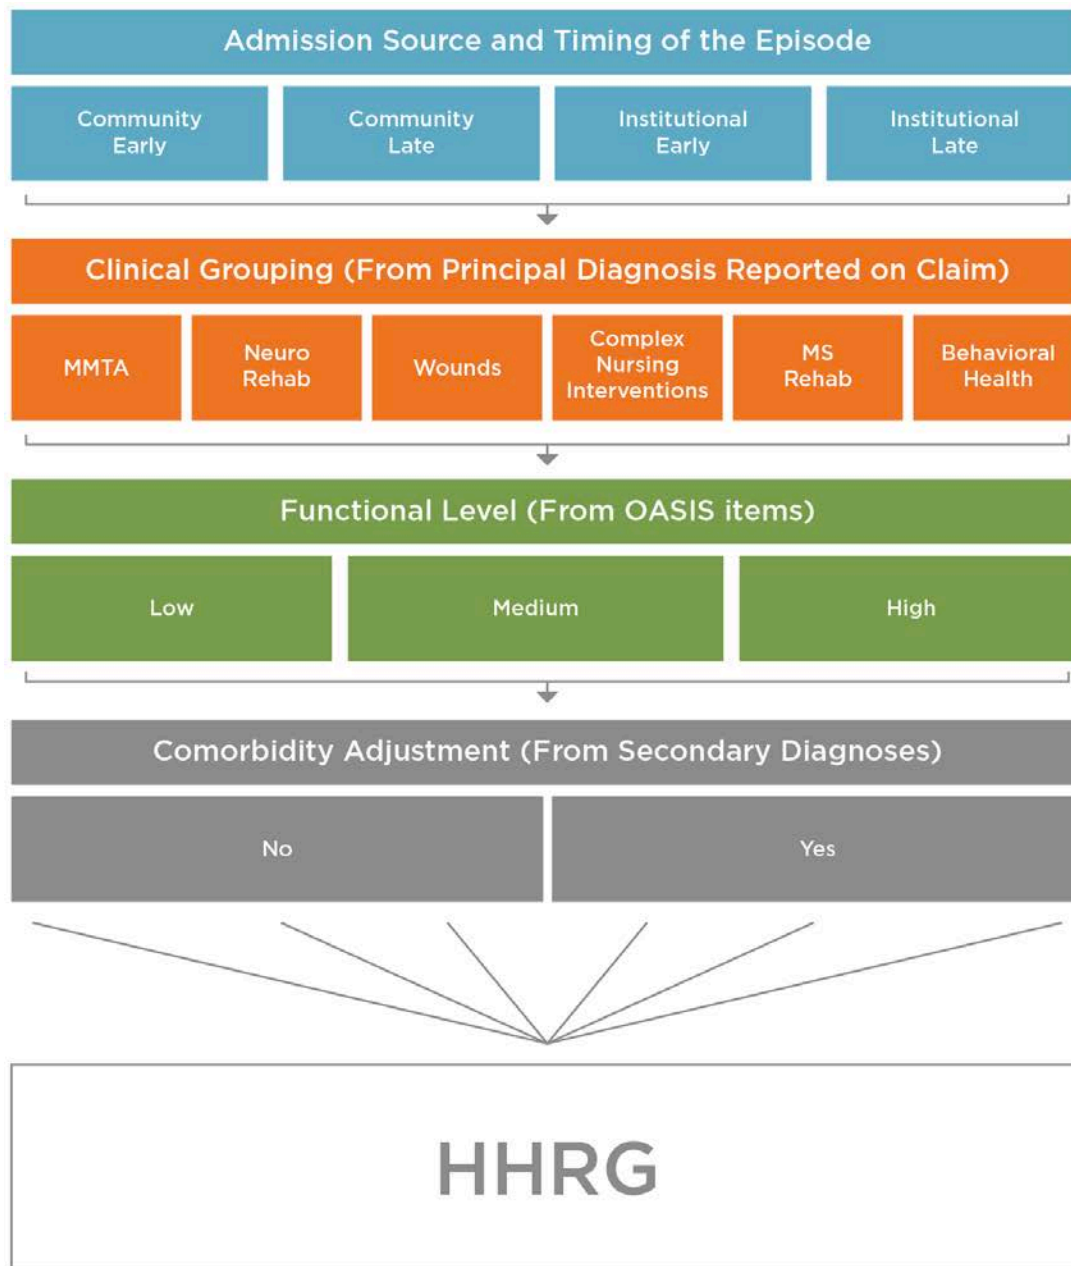 Admission Source and Timing of the Episode
Community
Early
Community
Late
Institutional
Early
Institutional
Late
Clinical Grouping (From Principal Diagnosis Reported on Claim)
MMTA
Neuro
Rehab
Wounds
Complex
Nursing
Interventions
MS
Rehab
Behavioral
Health
Functional Level (From OASIS items)
Low
Medium
High
Comorbidity Adjustment (From Secondary Diagnoses)
No
Yes
HHRG